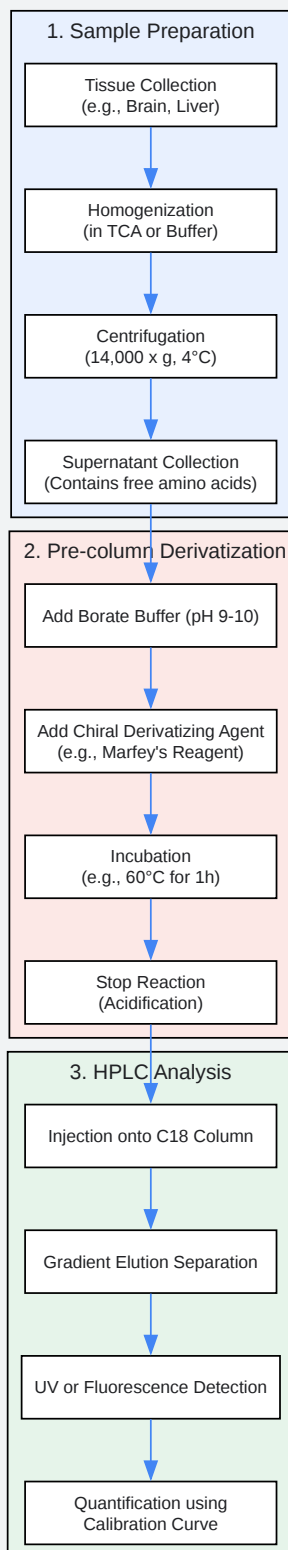 1. Sample Preparation
Tissue Collection
(e.g., Brain, Liver)
Homogenization
(in TCA or Buffer)
Centrifugation
(14,000 x g, 4°C)
Supernatant Collection
(Contains free amino acids)
2. Pre-column Derivatization
Add Borate Buffer (pH 9-10)
Add Chiral Derivatizing Agent
(e.g., Marfey's Reagent)
Incubation
(e.g., 60°C for 1h)
Stop Reaction
(Acidification)
3. HPLC Analysis
Injection onto C18 Column
Gradient Elution Separation
UV or Fluorescence Detection
Quantification using
Calibration Curve